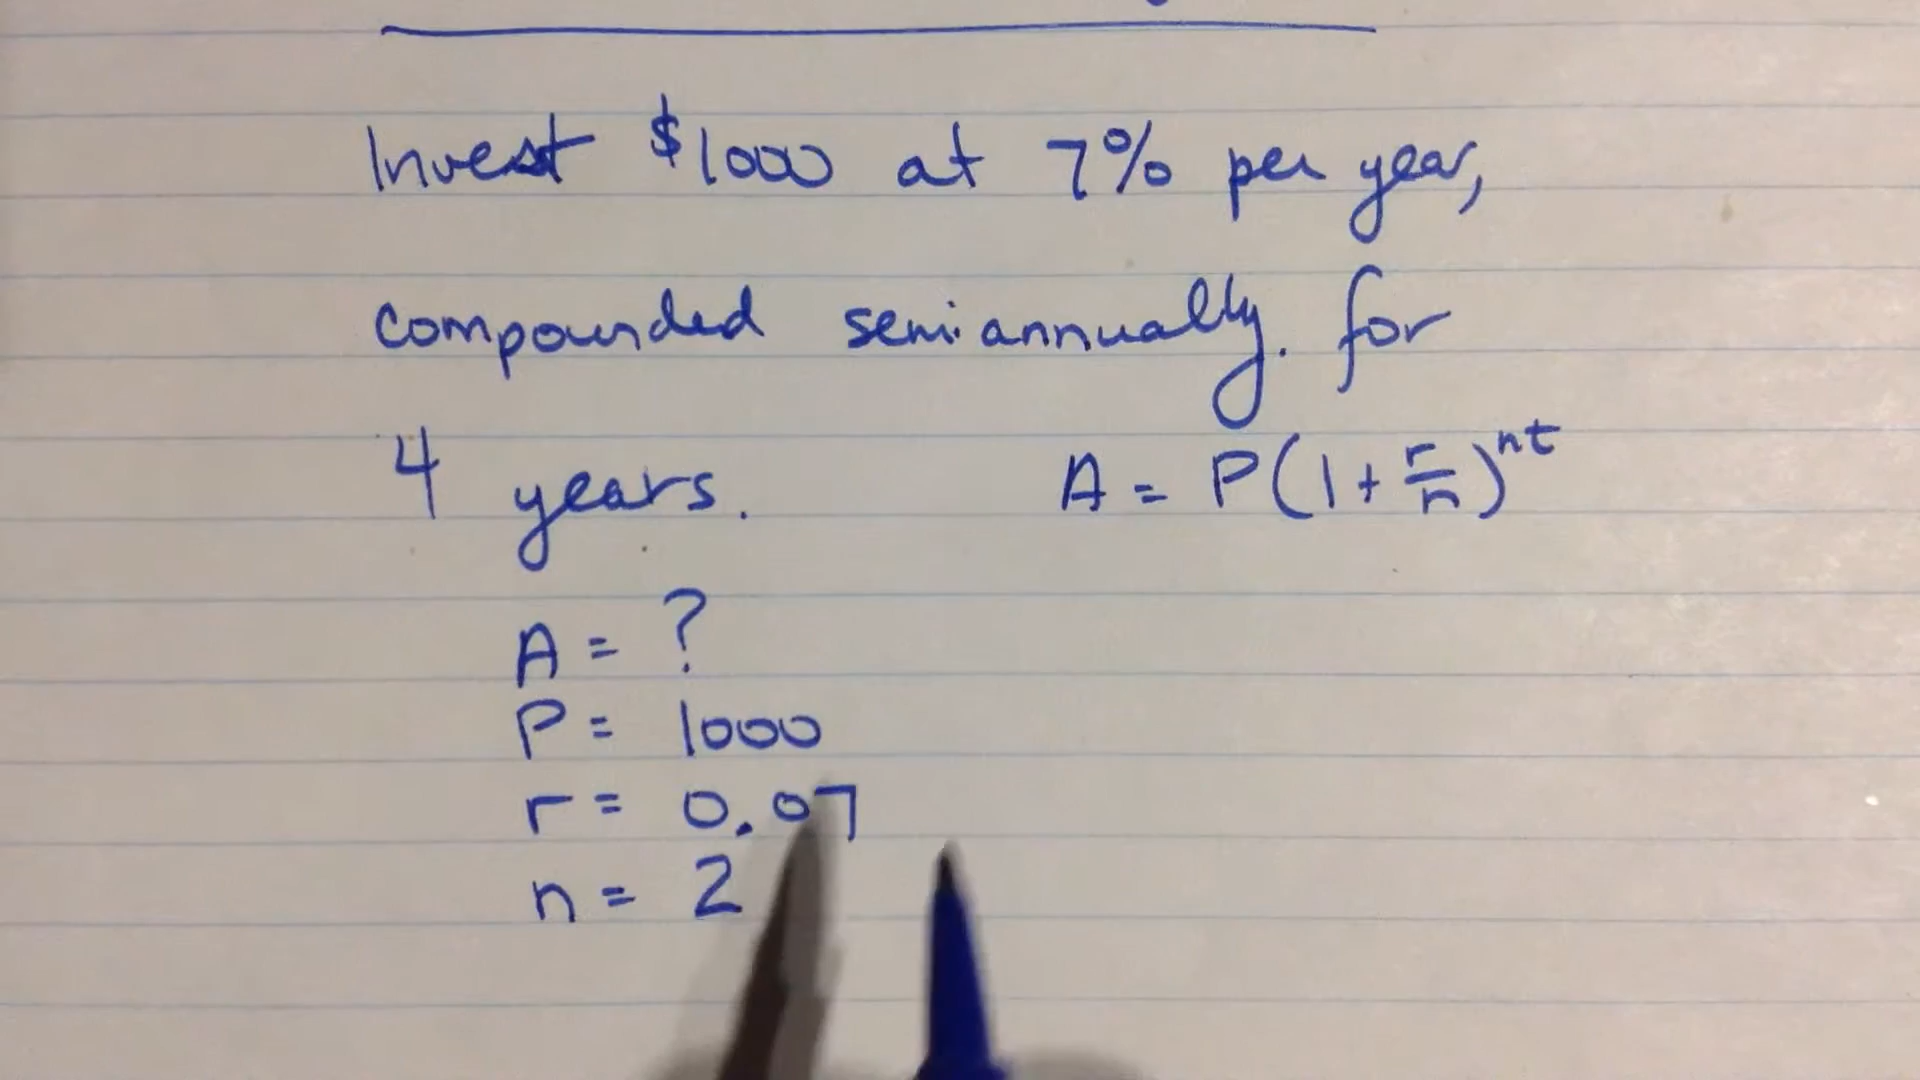 Invest $1000 at 7% per year,
compounded semiannually. for
4 years.
A = P(1+r/n)^nt
A = ?
P = 1000
r = 0.07
n = 2